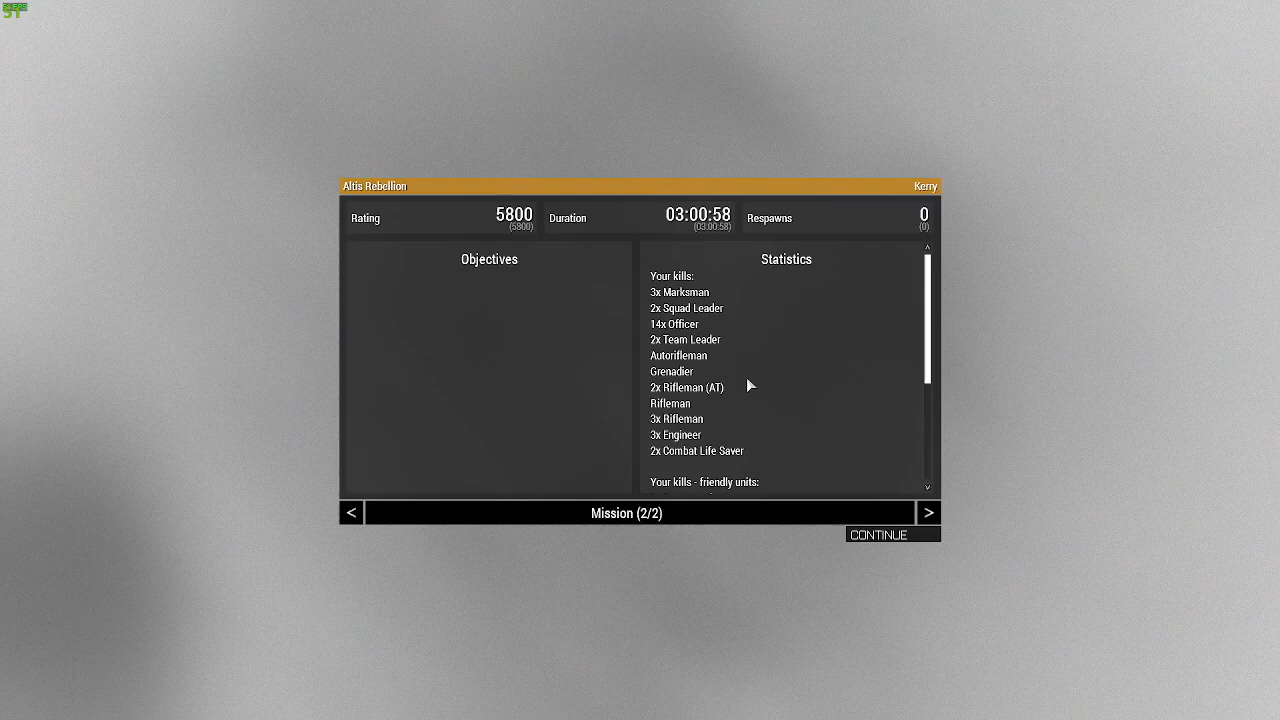 Altis Rebellion
Kerry
Rating
5800
(5800)
Duration
03:00:58
(03:00:58)
Respawns
0
(0)
Objectives
Statistics
Your kills:
3x Marksman
2x Squad Leader
14x Officer
2x Team Leader
Autorifleman
Grenadier
2x Rifleman (AT)
Rifleman
3x Rifleman
3x Engineer
2x Combat Life Saver
Your kills - friendly units:
< Mission (2/2) >
CONTINUE